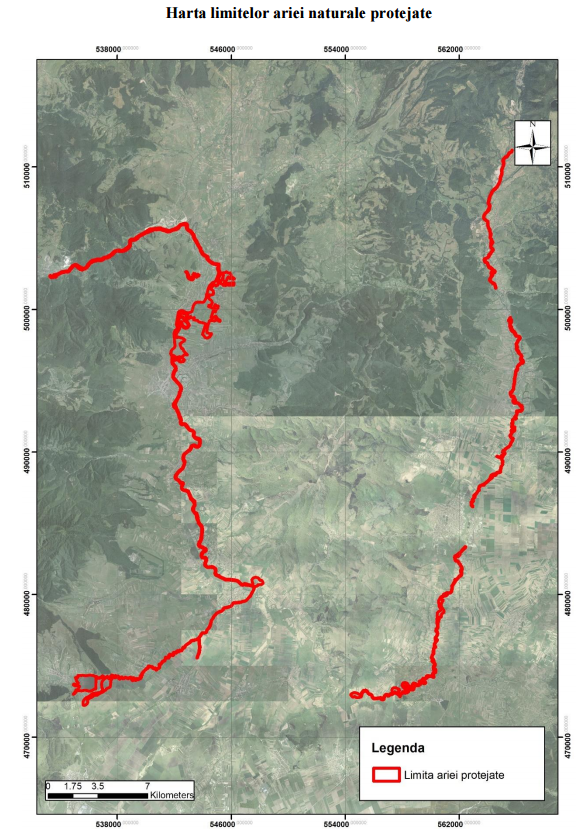 Harta limitelor ariei naturale protejate
538000 546000 554000 562000
510000 510000
N
500000 500000
490000 490000
480000 480000
470000 470000
Legenda
Limita ariei protejate
0 1.75 3.5 7
Kilometers
538000 546000 554000 562000